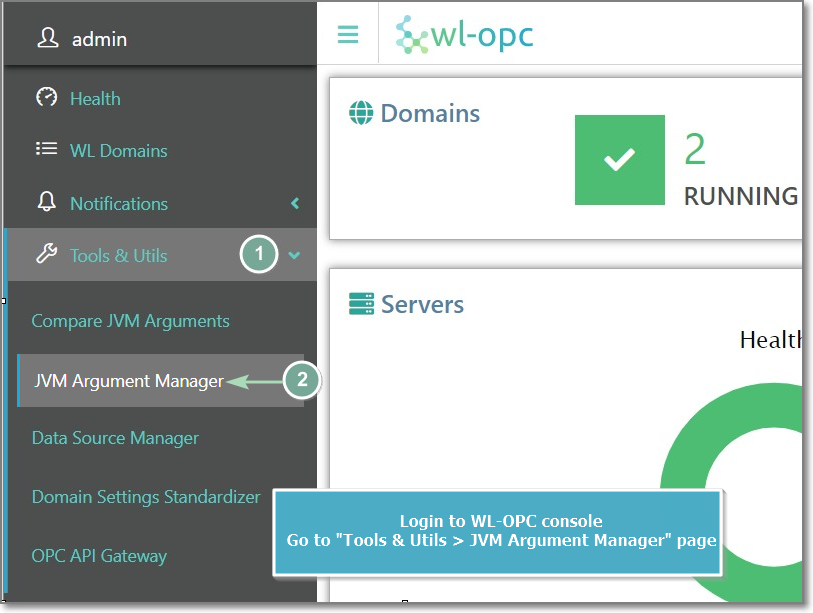 admin
wl-opc
Health
WL Domains
Notifications
Tools & Utils
1
Compare JVM Arguments
JVM Argument Manager
2
Data Source Manager
Domain Settings Standardizer
OPC API Gateway
Domains
2
RUNNING
Servers
Health
Login to WL-OPC console
Go to "Tools & Utils > JVM Argument Manager" page